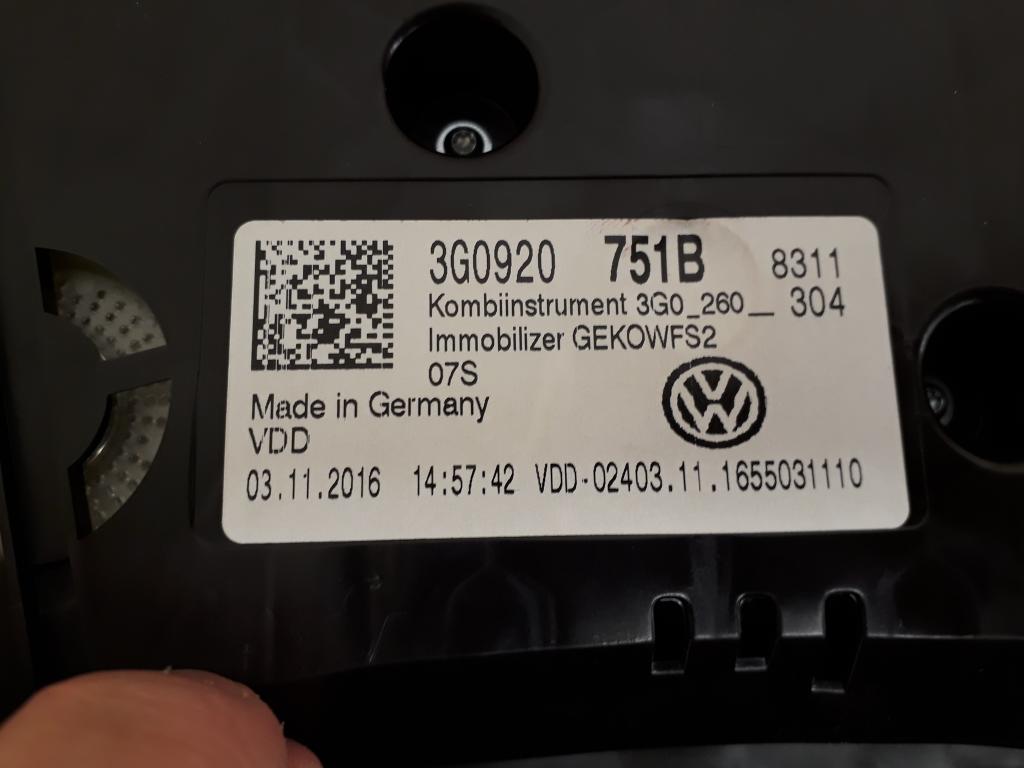 3G0920 751B 8311
Kombiinstrument 3G0_260__ 304
Immobilizer GEKOWFS2
07S
Made in Germany
VDD
03.11.2016 14:57:42 VDD-02403.11.1655031110